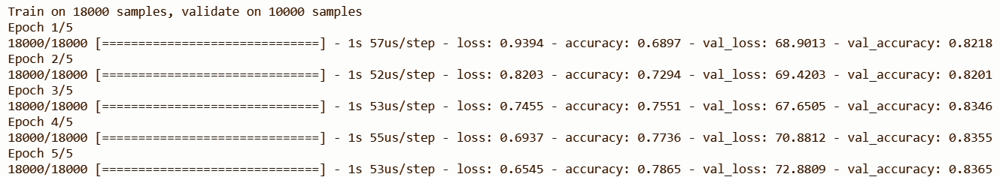 Train on 18000 samples, validate on 10000 samples
Epoch 1/5
18000/18000 [==============================] - 1s 57us/step - loss: 0.9394 - accuracy: 0.6897 - val_loss: 68.9013 - val_accuracy: 0.8218
Epoch 2/5
18000/18000 [==============================] - 1s 52us/step - loss: 0.8203 - accuracy: 0.7294 - val_loss: 69.4203 - val_accuracy: 0.8201
Epoch 3/5
18000/18000 [==============================] - 1s 53us/step - loss: 0.7455 - accuracy: 0.7551 - val_loss: 67.6505 - val_accuracy: 0.8346
Epoch 4/5
18000/18000 [==============================] - 1s 55us/step - loss: 0.6937 - accuracy: 0.7736 - val_loss: 70.8812 - val_accuracy: 0.8355
Epoch 5/5
18000/18000 [==============================] - 1s 53us/step - loss: 0.6545 - accuracy: 0.7865 - val_loss: 72.8809 - val_accuracy: 0.8365